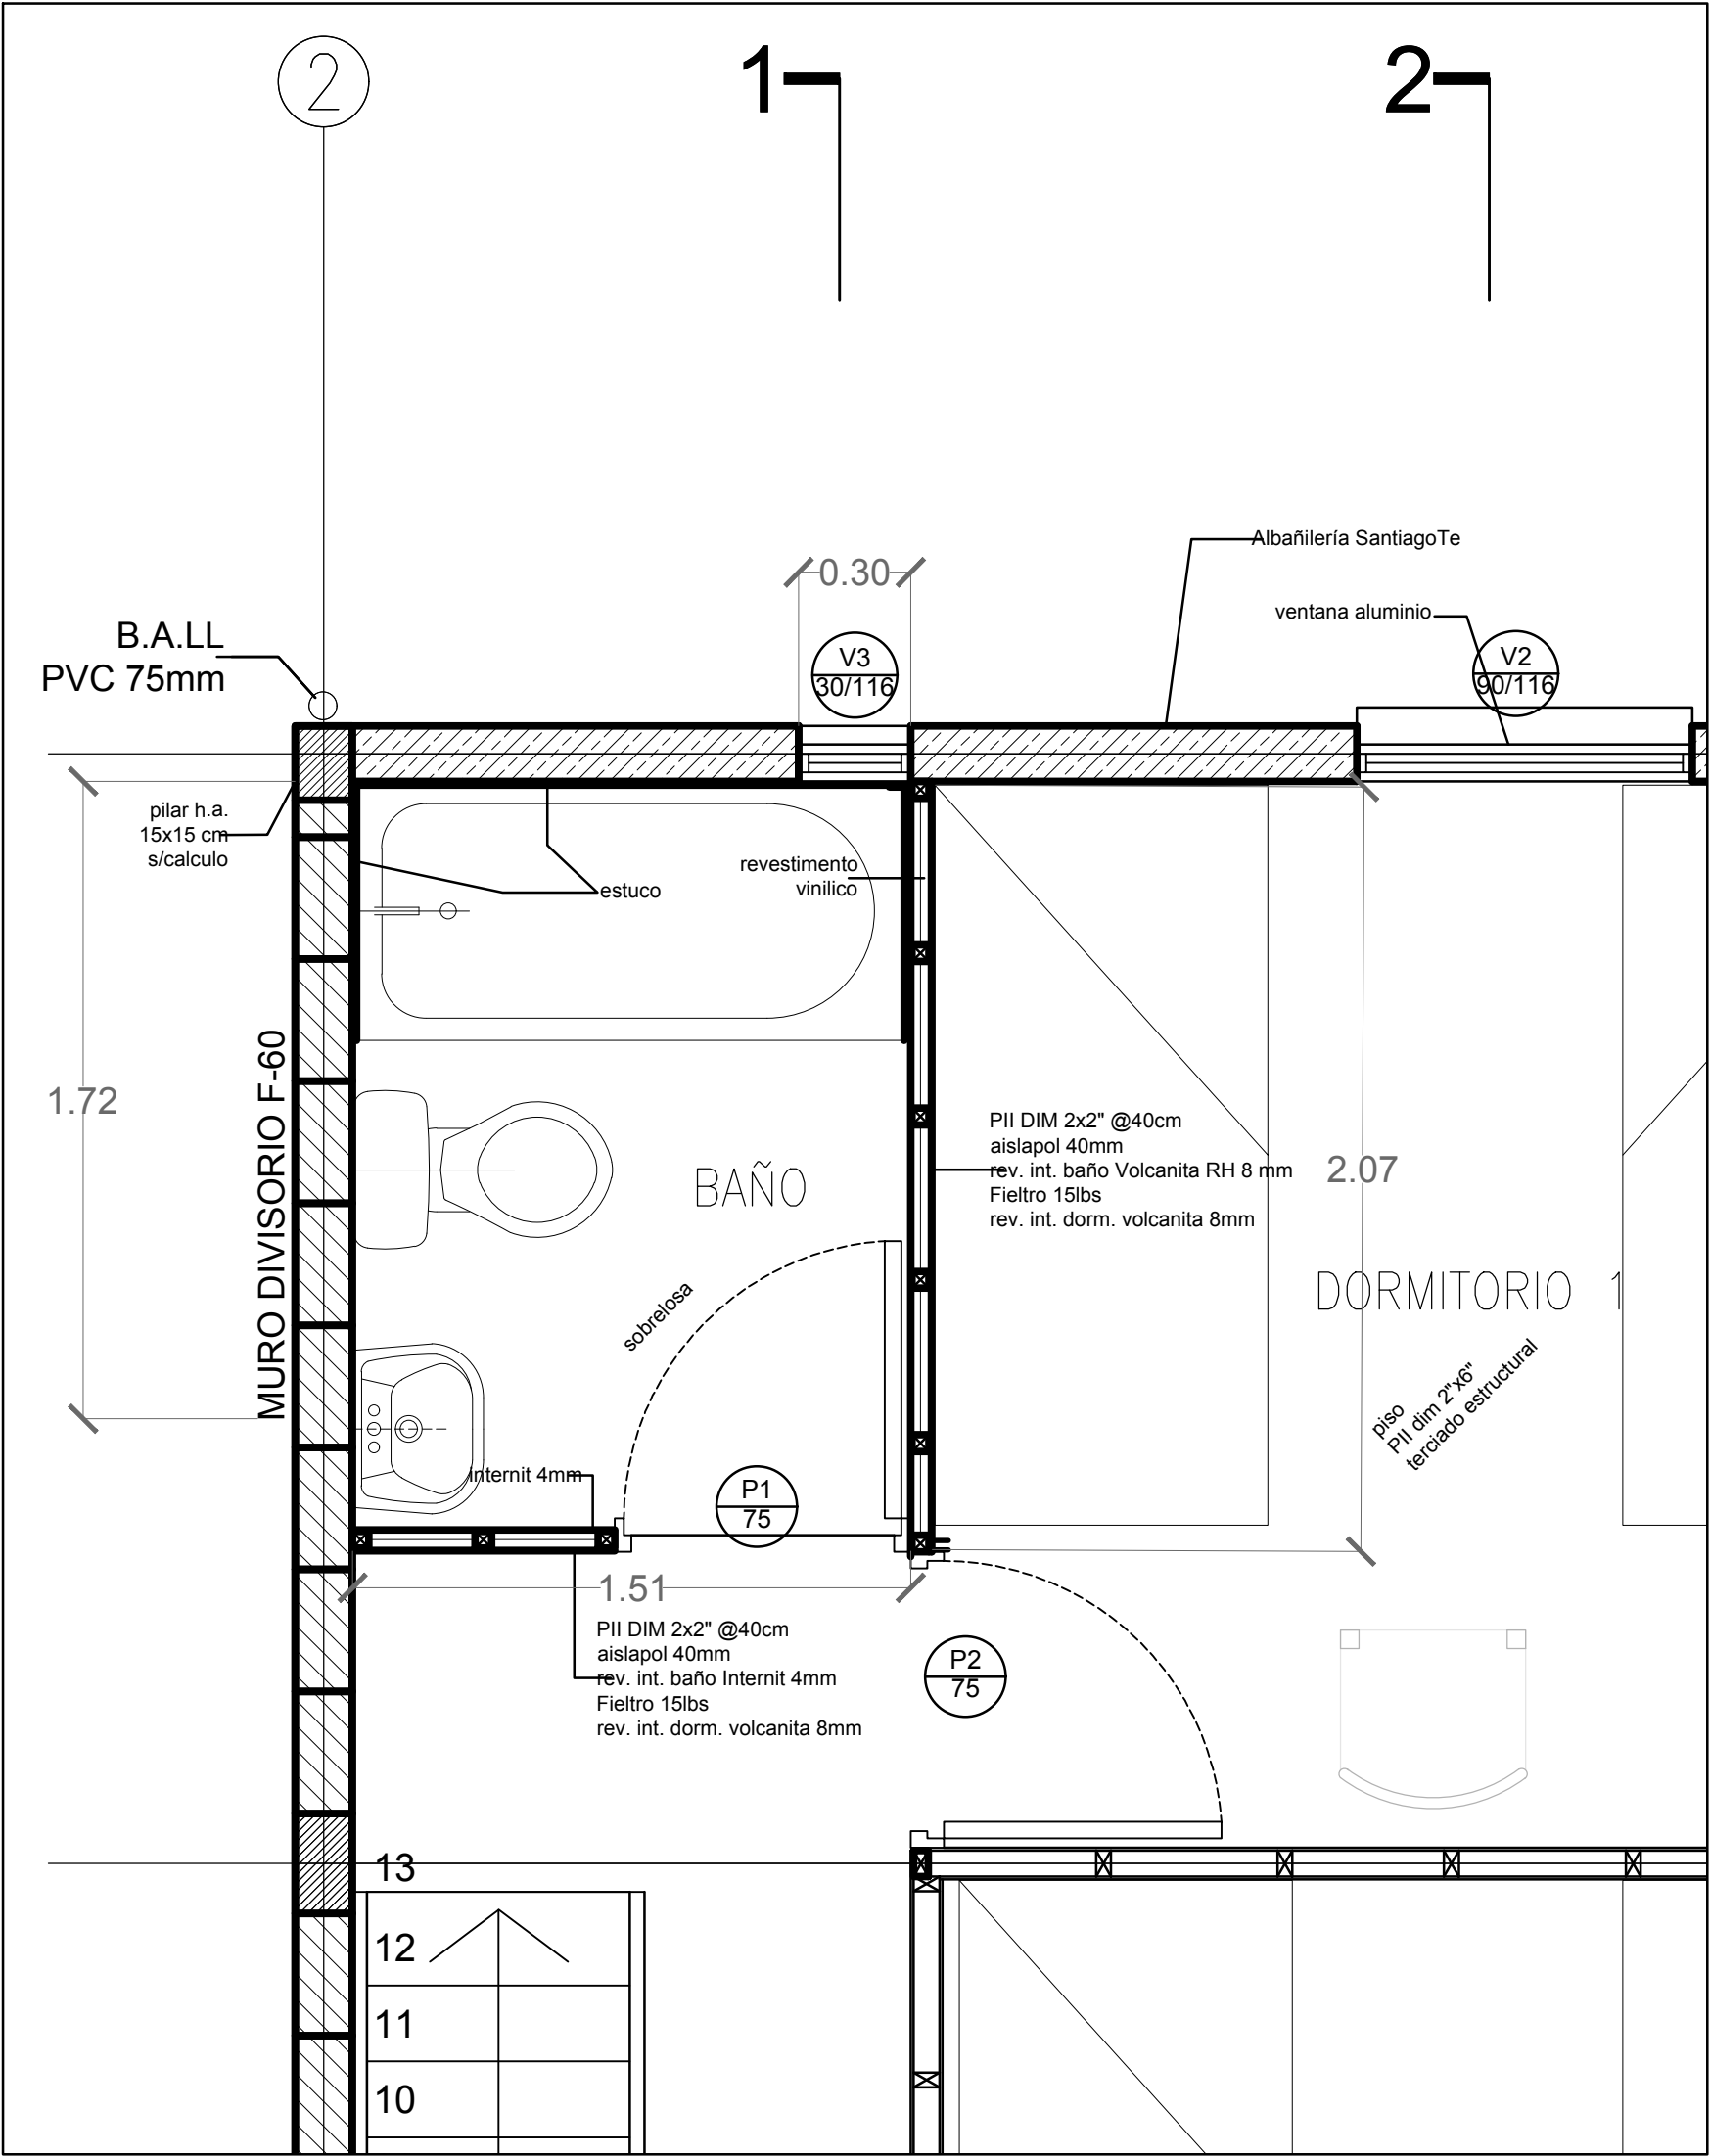 2
1
2
Albañilería SantiagoTe
0.30
ventana aluminio
B.A.LL
PVC 75mm
V3
30/116
V2
90/116
pilar h.a.
15x15 cm
s/calculo
estuco
revestimento
vinilico
1.72
MURO DIVISORIO F-60
BAÑO
PII DIM 2x2" @40cm
aislapol 40mm
rev. int. baño Volcanita RH 8 mm
Fieltro 15lbs
rev. int. dorm. volcanita 8mm
2.07
sobrelosa
DORMITORIO 1
piso
PII dim 2"x6"
terciado estructural
internit 4mm
P1
75
1.51
PII DIM 2x2" @40cm
aislapol 40mm
rev. int. baño Internit 4mm
Fieltro 15lbs
rev. int. dorm. volcanita 8mm
P2
75
13
12
11
10